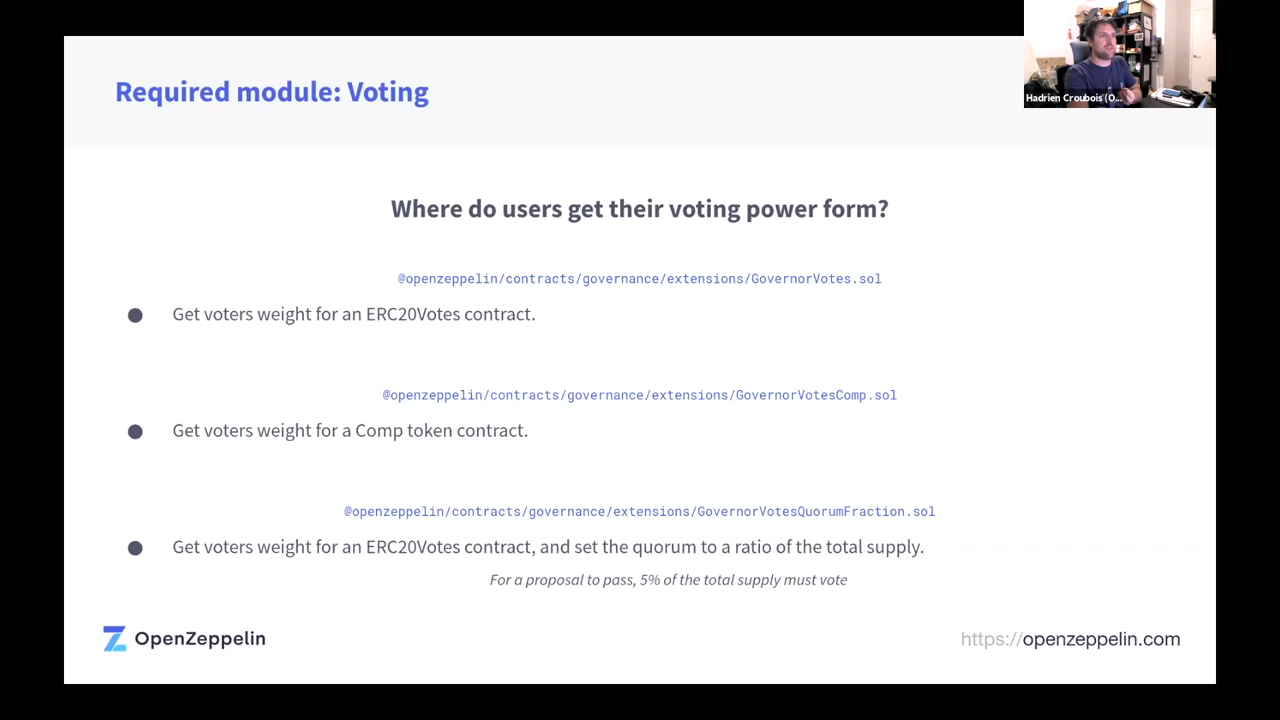 Required module: Voting
Hadrien Croubois (O...
Where do users get their voting power form?
@openzeppelin/contracts/governance/extensions/GovernorVotes.sol
● Get voters weight for an ERC20Votes contract.
@openzeppelin/contracts/governance/extensions/GovernorVotesComp.sol
● Get voters weight for a Comp token contract.
@openzeppelin/contracts/governance/extensions/GovernorVotesQuorumFraction.sol
● Get voters weight for an ERC20Votes contract, and set the quorum to a ratio of the total supply.
For a proposal to pass, 5% of the total supply must vote
OpenZeppelin
https://openzeppelin.com